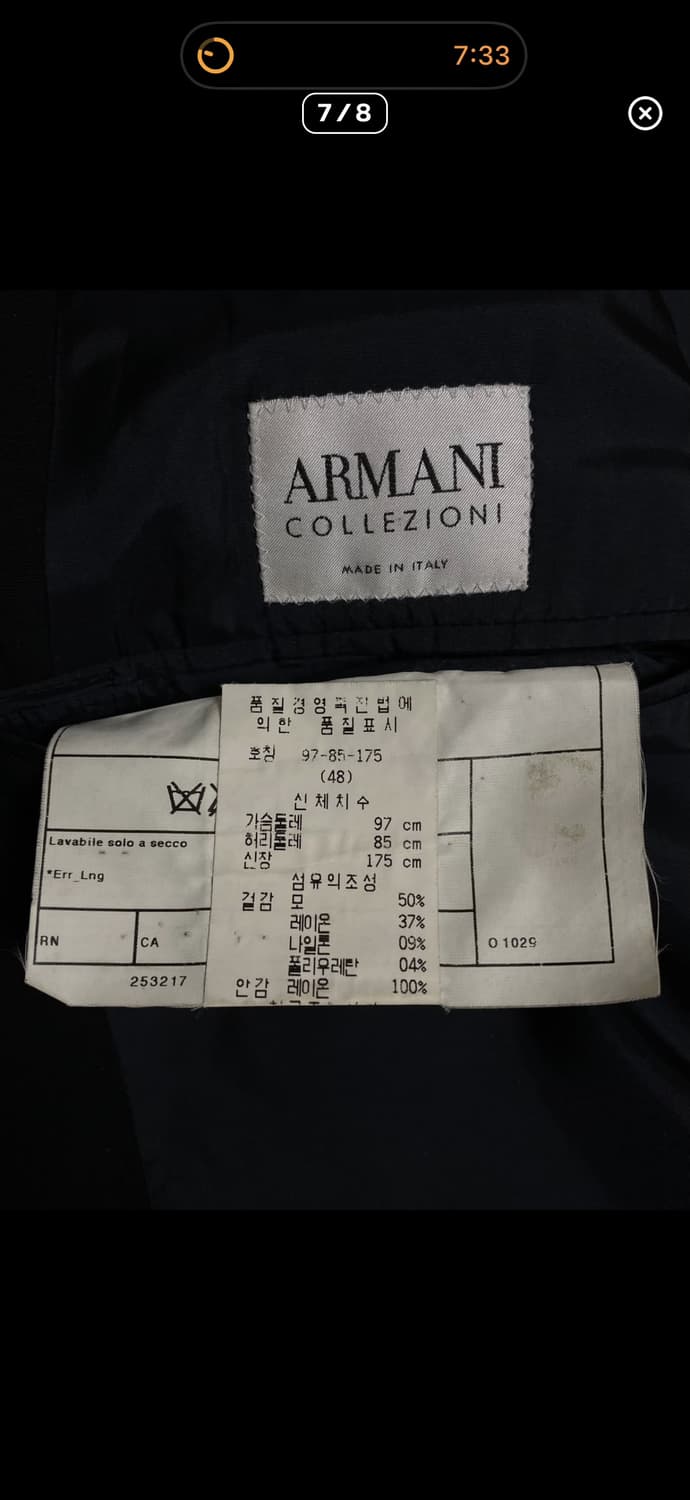 7:33
7/8
ARMANI
COLLEZIONI
MADE IN ITALY
품질경영촉진법에
의한 품질표시
호칭 97-85-175
(48)
신체치수
가슴둘레 97 cm
허리둘레 85 cm
신장 175 cm
섬유의조성
겉감 모 50%
레이온 37%
나일론 09%
폴리우레탄 04%
안감 레이온 100%
Lavabile solo a secco
*Err_Lng
RN
CA
O 1029
253217